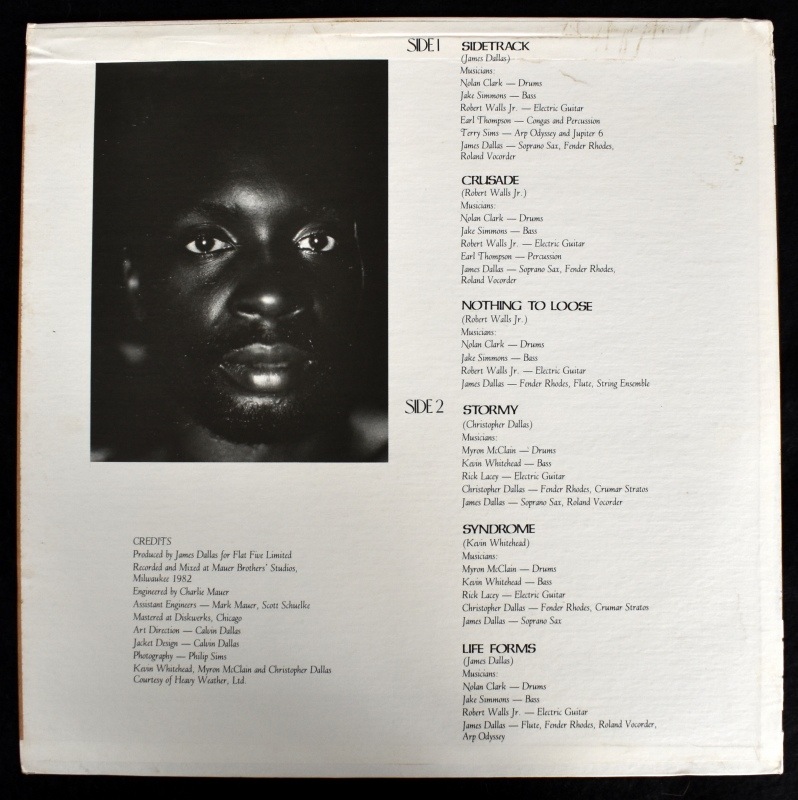 SIDE 1
SIDETRACK
(James Dallas)
Musicians:
Nolan Clark — Drums
Jake Simmons — Bass
Robert Walls Jr. — Electric Guitar
Earl Thompson — Congas and Percussion
Terry Sims — Arp Odyssey and Jupiter 6
James Dallas — Soprano Sax, Fender Rhodes,
Roland Vocorder
CRUSADE
(Robert Walls Jr.)
Musicians:
Nolan Clark — Drums
Jake Simmons — Bass
Robert Walls Jr. — Electric Guitar
Earl Thompson — Percussion
James Dallas — Soprano Sax, Fender Rhodes,
Roland Vocorder
NOTHING TO LOOSE
(Robert Walls Jr.)
Musicians:
Nolan Clark — Drums
Jake Simmons — Bass
Robert Walls Jr. — Electric Guitar
James Dallas — Fender Rhodes, Flute, String Ensemble
SIDE 2
STORMY
(Christopher Dallas)
Musicians:
Myron McClain — Drums
Kevin Whitehead — Bass
Rick Lacey — Electric Guitar
Christopher Dallas — Fender Rhodes, Crumar Stratos
James Dallas — Soprano Sax, Roland Vocorder
SYNDROME
(Kevin Whitehead)
Musicians:
Myron McClain — Drums
Kevin Whitehead — Bass
Rick Lacey — Electric Guitar
Christopher Dallas — Fender Rhodes, Crumar Stratos
James Dallas — Soprano Sax
LIFE FORMS
(James Dallas)
Musicians:
Nolan Clark — Drums
Jake Simmons — Bass
Robert Walls Jr. — Electric Guitar
James Dallas — Flute, Fender Rhodes, Roland Vocorder,
Arp Odyssey
CREDITS
Produced by James Dallas for Flat Five Limited
Recorded and Mixed at Mauer Brothers' Studios,
Milwaukee 1982
Engineered by Charlie Mauer
Assistant Engineers — Mark Mauer, Scott Schuelke
Mastered at Diskwerks, Chicago
Art Direction — Calvin Dallas
Jacket Design — Calvin Dallas
Photography — Philip Sims
Kevin Whitehead, Myron McClain and Christopher Dallas
Courtesy of Heavy Weather, Ltd.